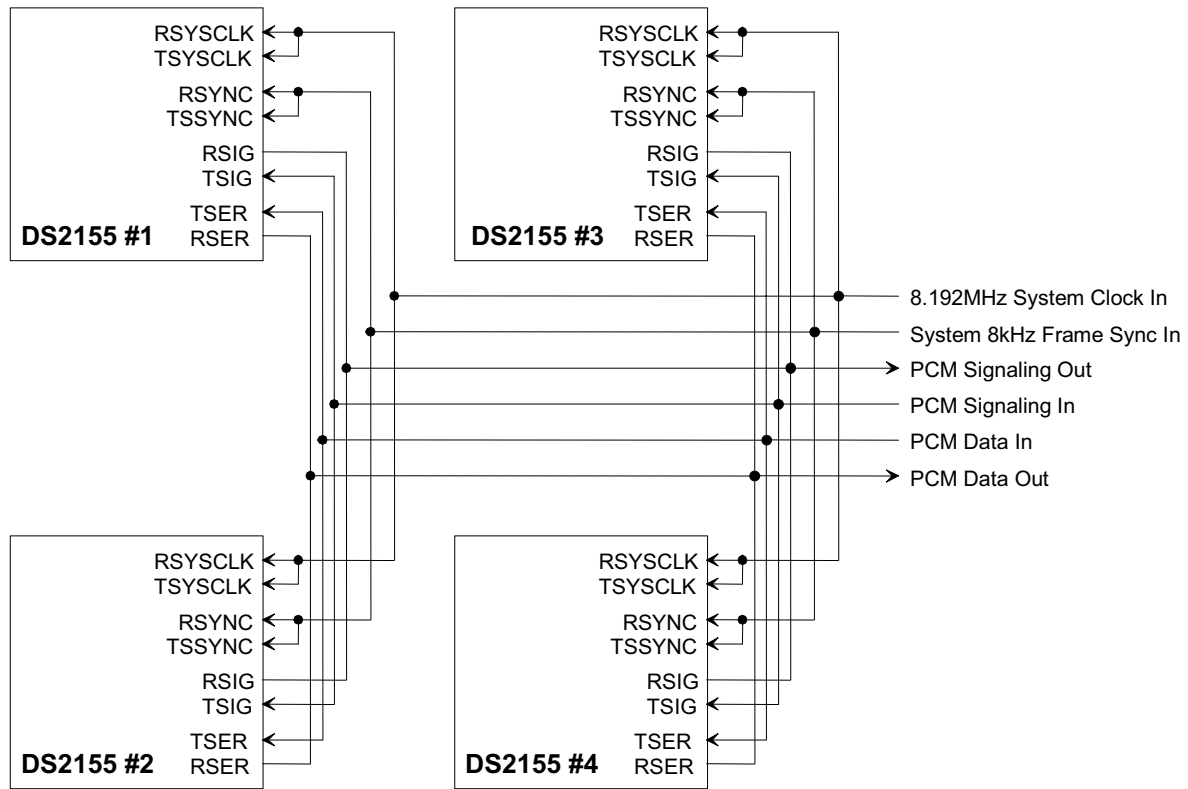 RSYSCLK
TSYSCLK
RSYNC
TSSYNC
RSIG
TSIG
TSER
RSER
DS2155 #1
RSYSCLK
TSYSCLK
RSYNC
TSSYNC
RSIG
TSIG
TSER
RSER
DS2155 #3
8.192MHz System Clock In
System 8kHz Frame Sync In
PCM Signaling Out
PCM Signaling In
PCM Data In
PCM Data Out
RSYSCLK
TSYSCLK
RSYNC
TSSYNC
RSIG
TSIG
TSER
RSER
DS2155 #2
RSYSCLK
TSYSCLK
RSYNC
TSSYNC
RSIG
TSIG
TSER
RSER
DS2155 #4